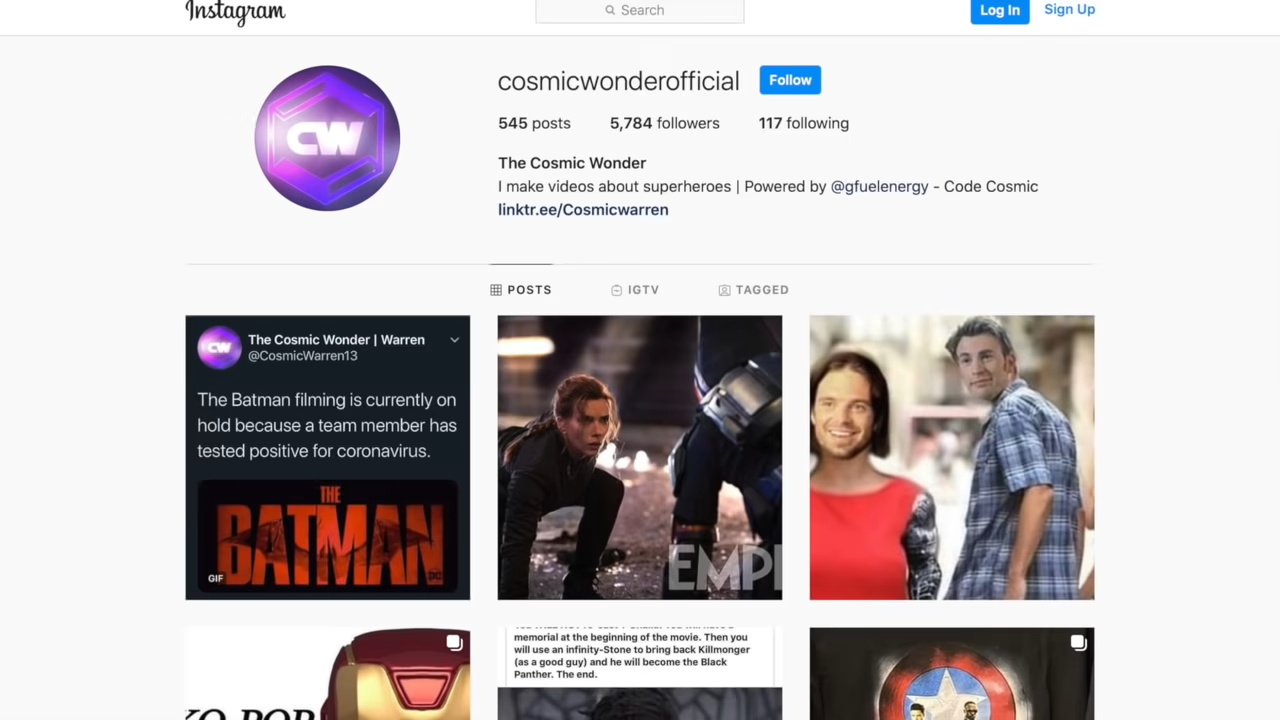 Instagram
Search
Log In
Sign Up
CW
cosmicwonderofficial
Follow
545 posts
5,784 followers
117 following
The Cosmic Wonder
I make videos about superheroes | Powered by @gfuelenergy - Code Cosmic
linktr.ee/Cosmicwarren
POSTS
IGTV
TAGGED
CW
The Cosmic Wonder | Warren
@CosmicWarren13
The Batman filming is currently on
hold because a team member has
tested positive for coronavirus.
THE
BATMAN
GIF
DC
EMPI
memorial at the beginning of the movie. Then you
will use an infinity-Stone to bring back Killmonger
(as a good guy) and he will become the Black
Panther. The end.